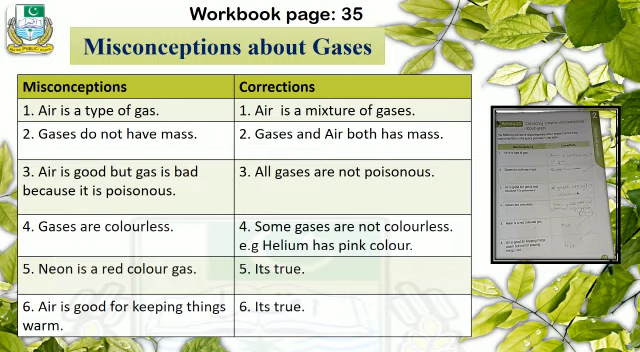 Workbook page: 35
Misconceptions about Gases
Misconceptions
Corrections
1. Air is a type of gas.
1. Air is a mixture of gases.
2. Gases do not have mass.
2. Gases and Air both has mass.
3. Air is good but gas is bad
because it is poisonous.
3. All gases are not poisonous.
4. Gases are colourless.
4. Some gases are not colourless.
e.g Helium has pink colour.
5. Neon is a red colour gas.
5. Its true.
6. Air is good for keeping things
warm.
6. Its true.